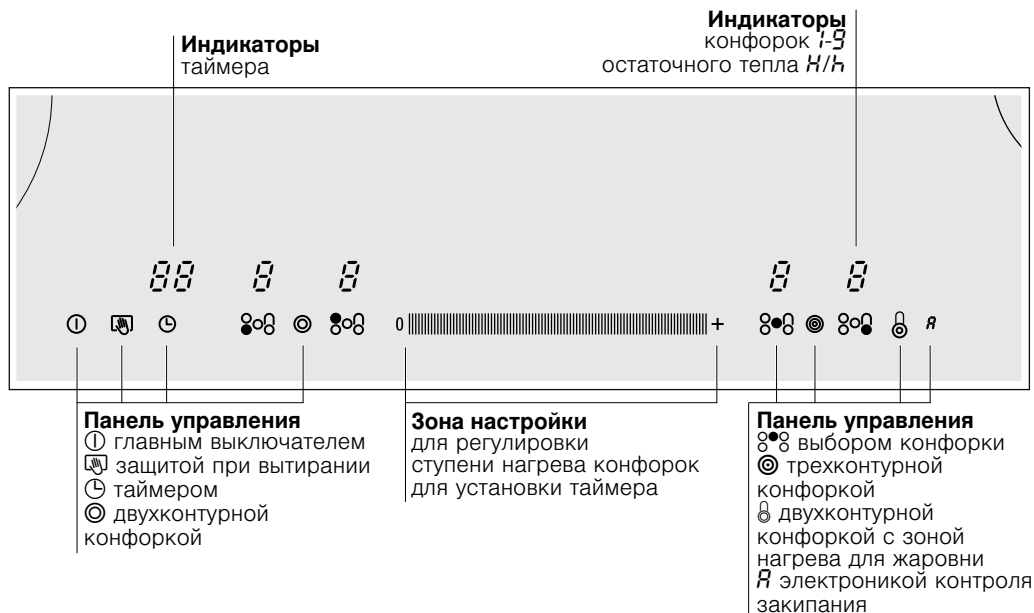 Индикаторы
таймера
Индикаторы
конфорок 1-9
остаточного тепла H/h
88 8 8 8 8
0 +
A
Панель управления
главным выключателем
защитой при вытирании
таймером
двухконтурной
конфоркой
Зона настройки
для регулировки
ступени нагрева конфорок
для установки таймера
Панель управления
выбором конфорки
трехконтурной
конфоркой
двухконтурной
конфоркой с зоной
нагрева для жаровни
A электроникой контроля
закипания